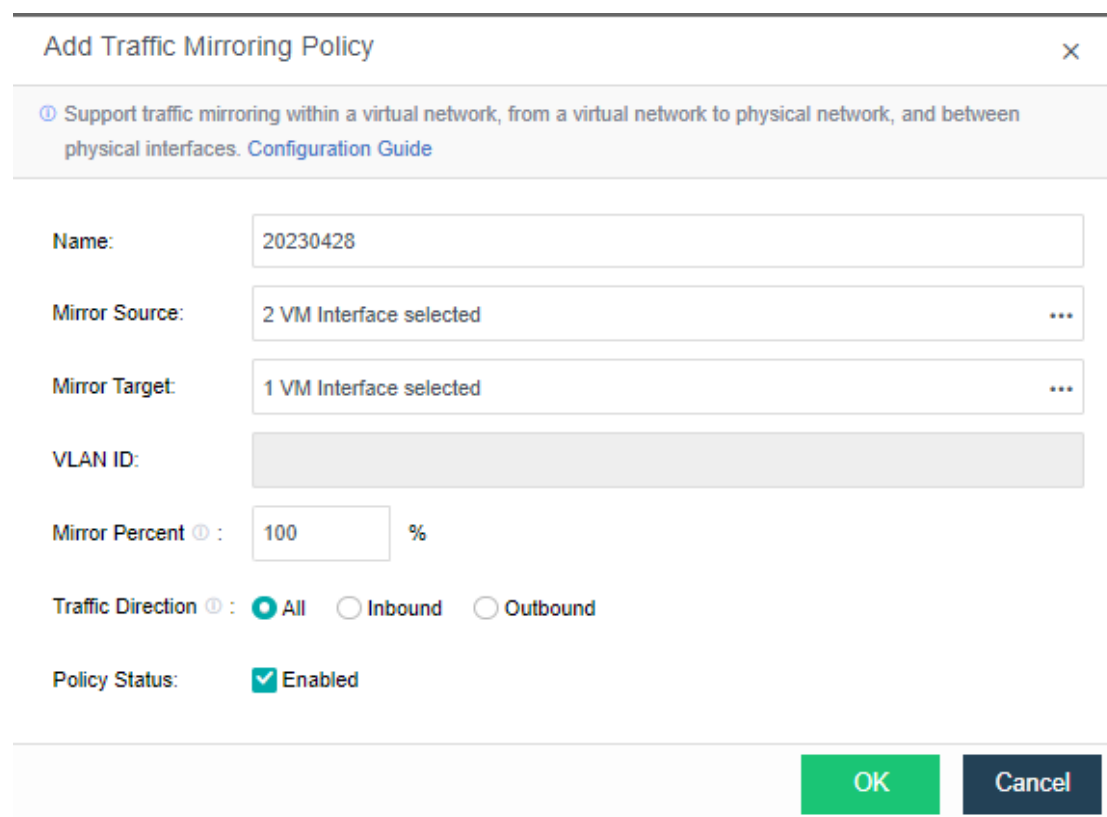 Add Traffic Mirroring Policy
Support traffic mirroring within a virtual network, from a virtual network to physical network, and between
physical interfaces. Configuration Guide
Name: 20230428
Mirror Source: 2 VM Interface selected ...
Mirror Target: 1 VM Interface selected ...
VLAN ID:
Mirror Percent : 100 %
Traffic Direction : All Inbound Outbound
Policy Status: Enabled
OK Cancel